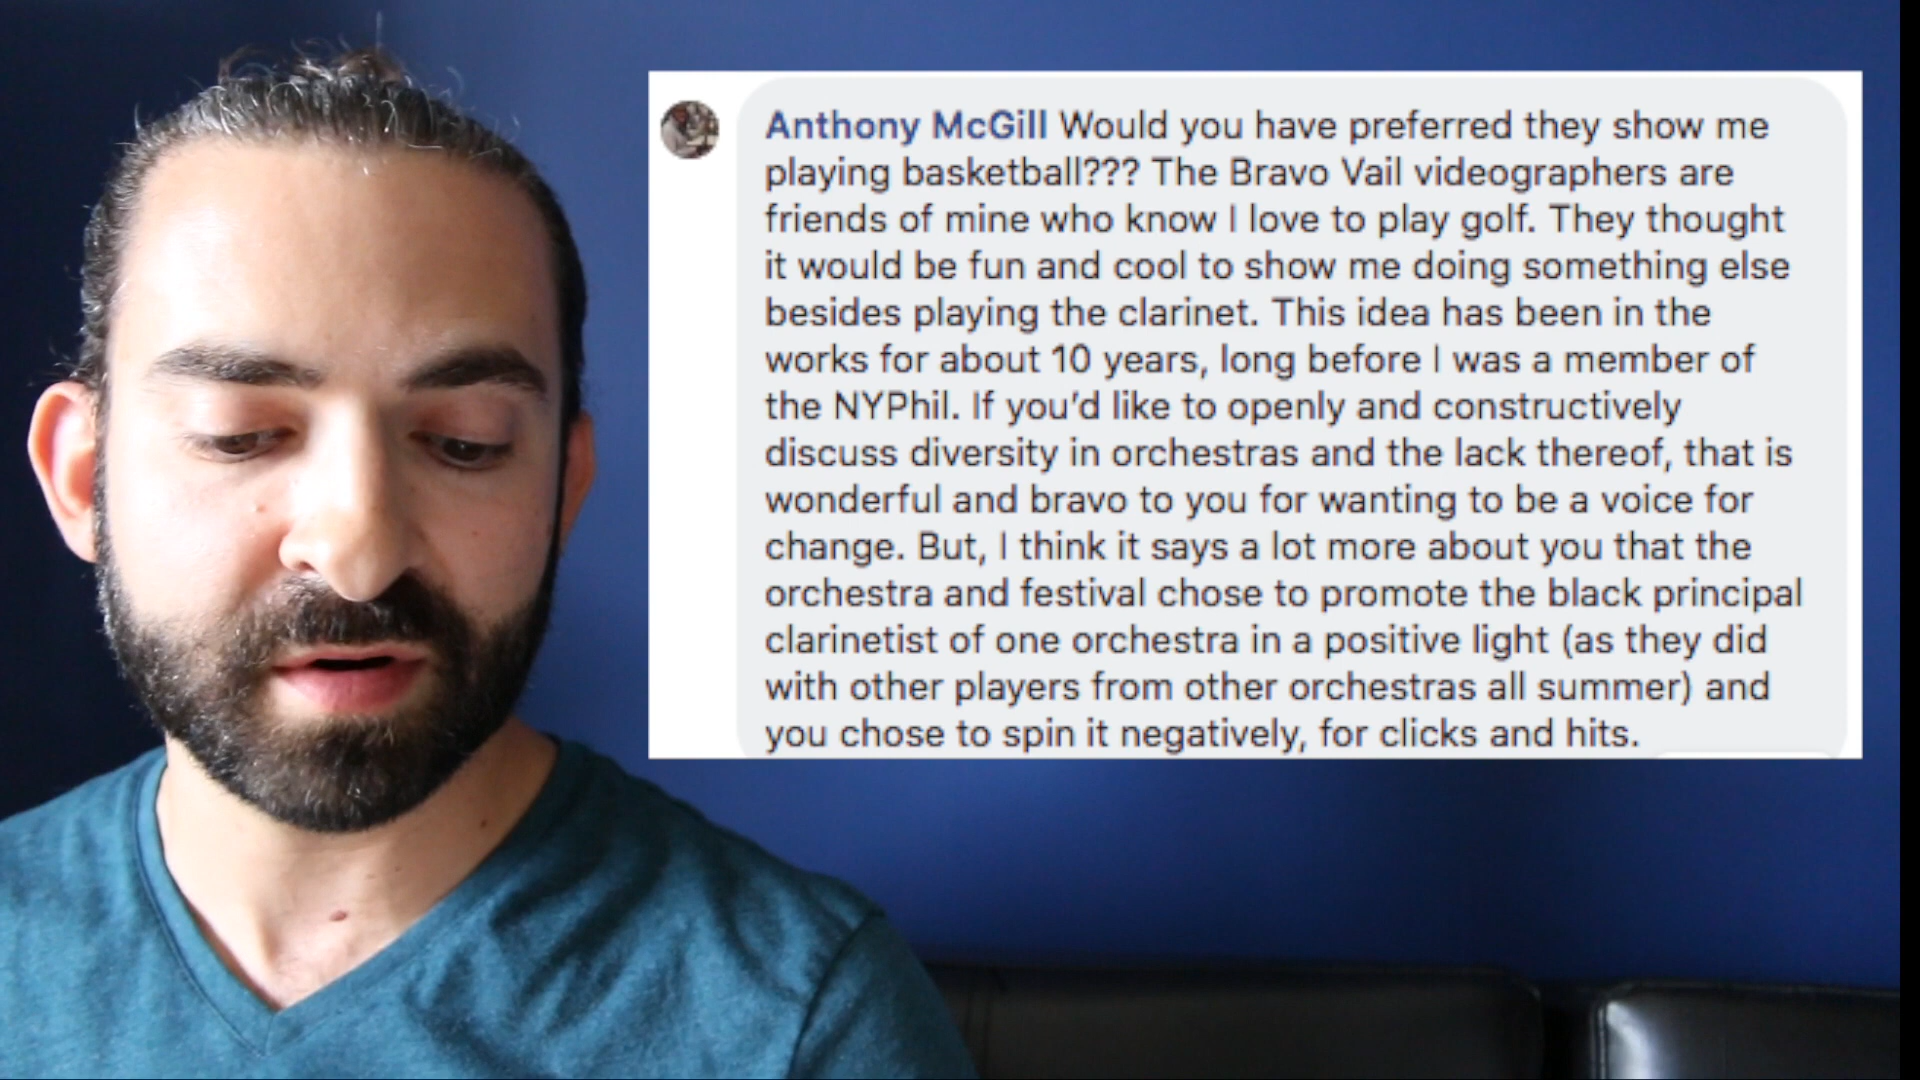 Anthony McGill Would you have preferred they show me
playing basketball??? The Bravo Vail videographers are
friends of mine who know I love to play golf. They thought
it would be fun and cool to show me doing something else
besides playing the clarinet. This idea has been in the
works for about 10 years, long before I was a member of
the NYPhil. If you’d like to openly and constructively
discuss diversity in orchestras and the lack thereof, that is
wonderful and bravo to you for wanting to be a voice for
change. But, I think it says a lot more about you that the
orchestra and festival chose to promote the black principal
clarinetist of one orchestra in a positive light (as they did
with other players from other orchestras all summer) and
you chose to spin it negatively, for clicks and hits.